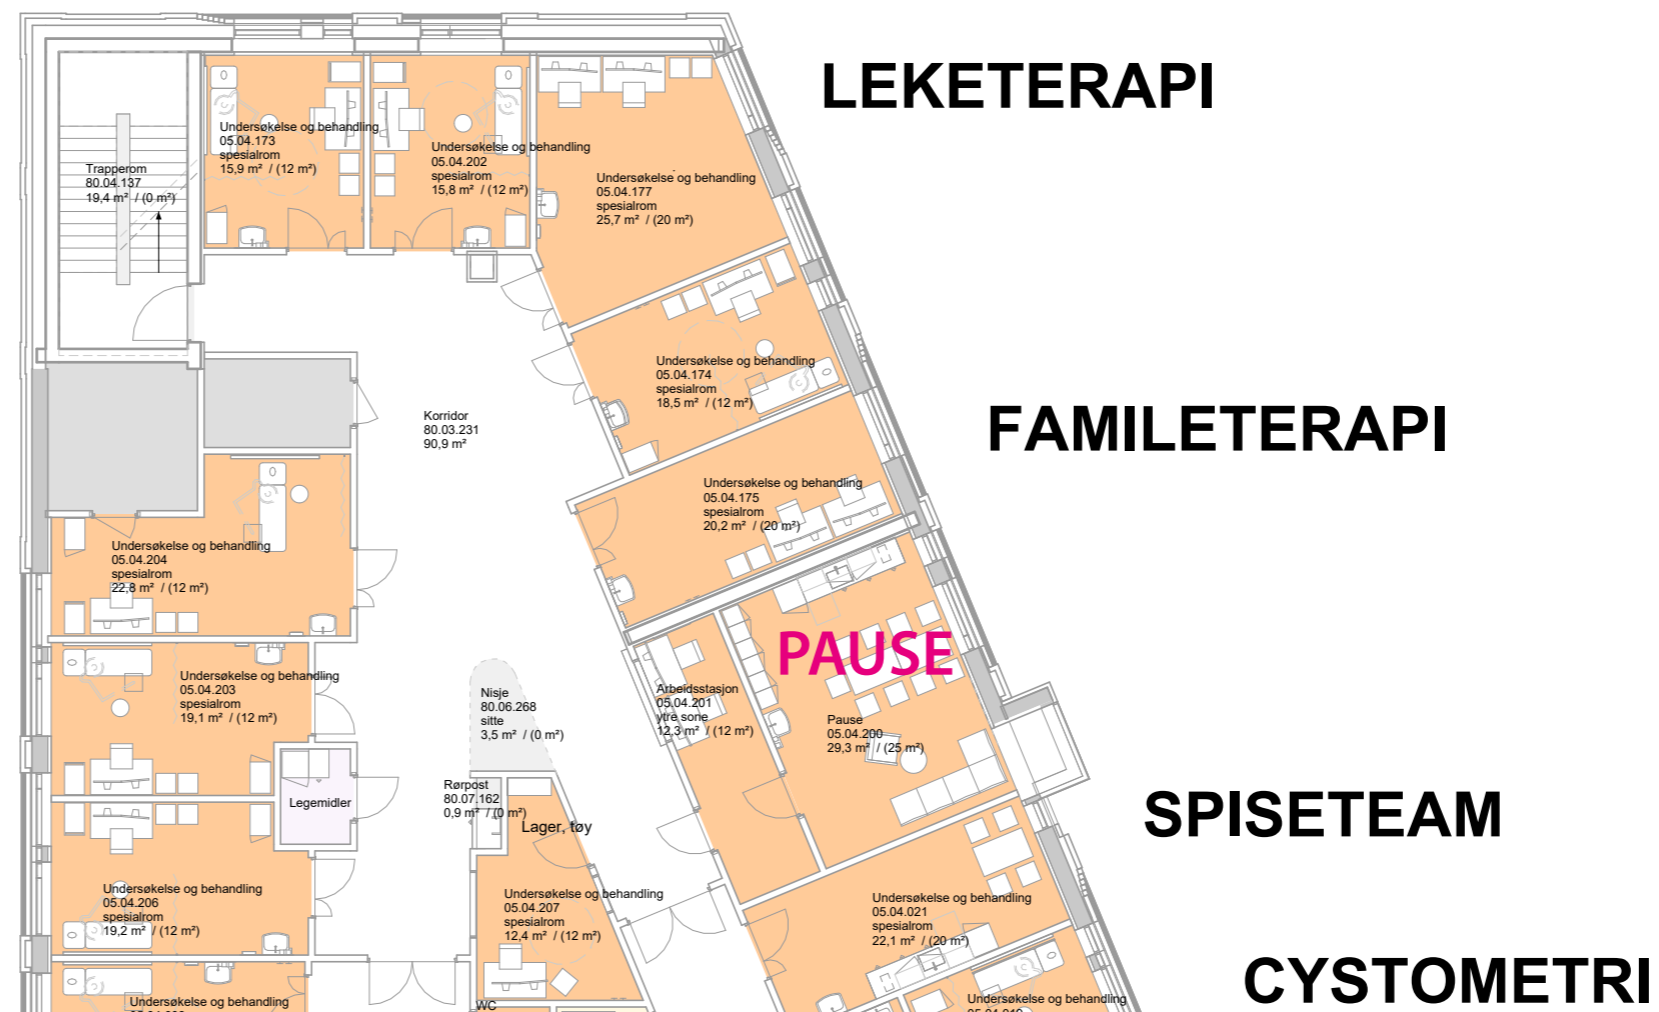 LEKETERAPI
Undersøkelse og behandling
05.04.173
spesialrom
15,9 m² / (12 m²)
Undersøkelse og behandling
05.04.202
spesialrom
15,8 m² / (12 m²)
Trapperom
80.04.137
19,4 m² / (0 m²)
Undersøkelse og behandling
05.04.177
spesialrom
25,7 m² / (20 m²)
Undersøkelse og behandling
05.04.174
spesialrom
18,5 m² / (12 m²)
Korridor
80.03.231
90,9 m²
FAMILETERAPI
Undersøkelse og behandling
05.04.175
spesialrom
20,2 m² / (20 m²)
Undersøkelse og behandling
05.04.204
spesialrom
22,8 m² / (12 m²)
PAUSE
Undersøkelse og behandling
05.04.203
spesialrom
19,1 m² / (12 m²)
Nisje
80.06.268
sitte
3,5 m² / (0 m²)
Arbeidsstasjon
05.04.201
ytre sone
12,3 m² / (12 m²)
Pause
05.04.200
29,3 m² / (25 m²)
Legemidler
Rørpost
80.07.162
0,9 m² / (0 m²)
Lager, tøy
SPISETEAM
Undersøkelse og behandling
05.04.206
spesialrom
19,2 m² / (12 m²)
Undersøkelse og behandling
05.04.207
spesialrom
12,4 m² / (12 m²)
Undersøkelse og behandling
05.04.021
spesialrom
22,1 m² / (20 m²)
CYSTOMETRI
Undersøkelse og behandling
WC
Undersøkelse og behandling